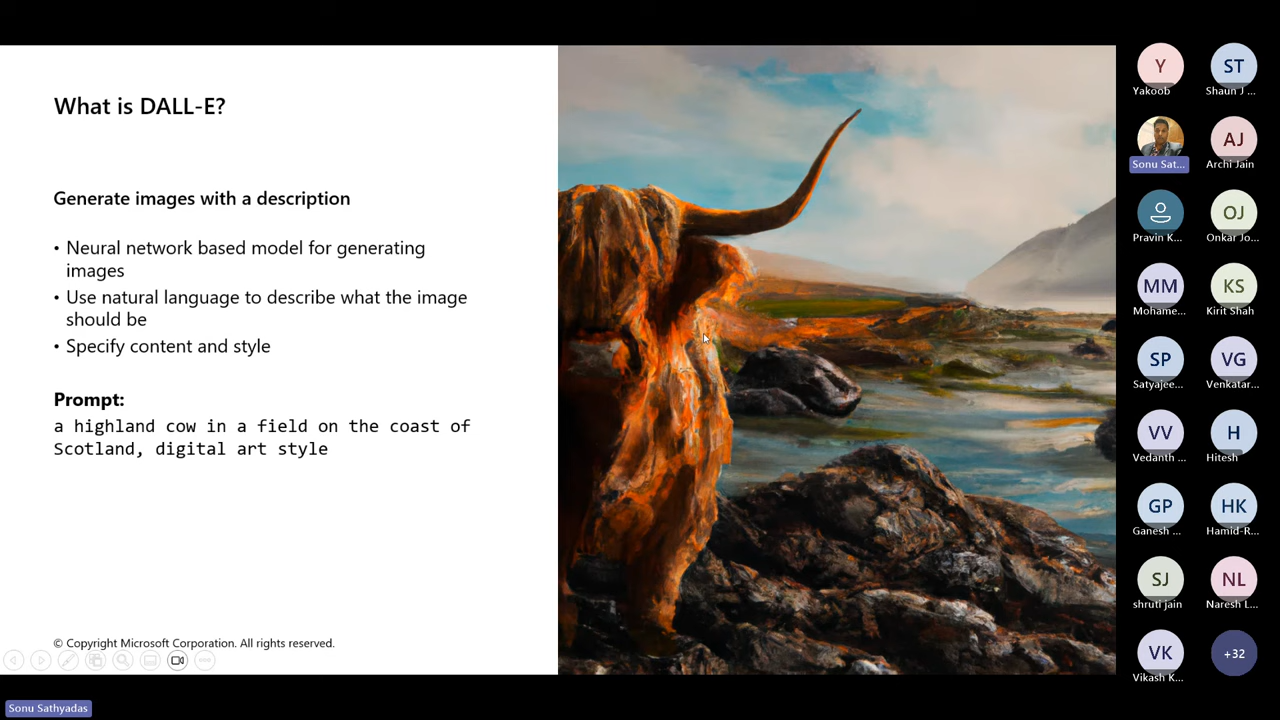 What is DALL-E?
Generate images with a description
• Neural network based model for generating
images
• Use natural language to describe what the image
should be
• Specify content and style
Prompt:
a highland cow in a field on the coast of
Scotland, digital art style
© Copyright Microsoft Corporation. All rights reserved.
Sonu Sathyadas
Y
Yakoob
ST
Shaun J ...
Sonu Sat...
AJ
Archi Jain
Pravin K...
OJ
Onkar Jo...
MM
Mohame...
KS
Kirit Shah
SP
Satyajee...
VG
Venkatar...
VV
Vedanth ...
H
Hitesh
GP
Ganesh ...
HK
Hamid-R...
SJ
shruti jain
NL
Naresh L...
VK
Vikash K...
+32